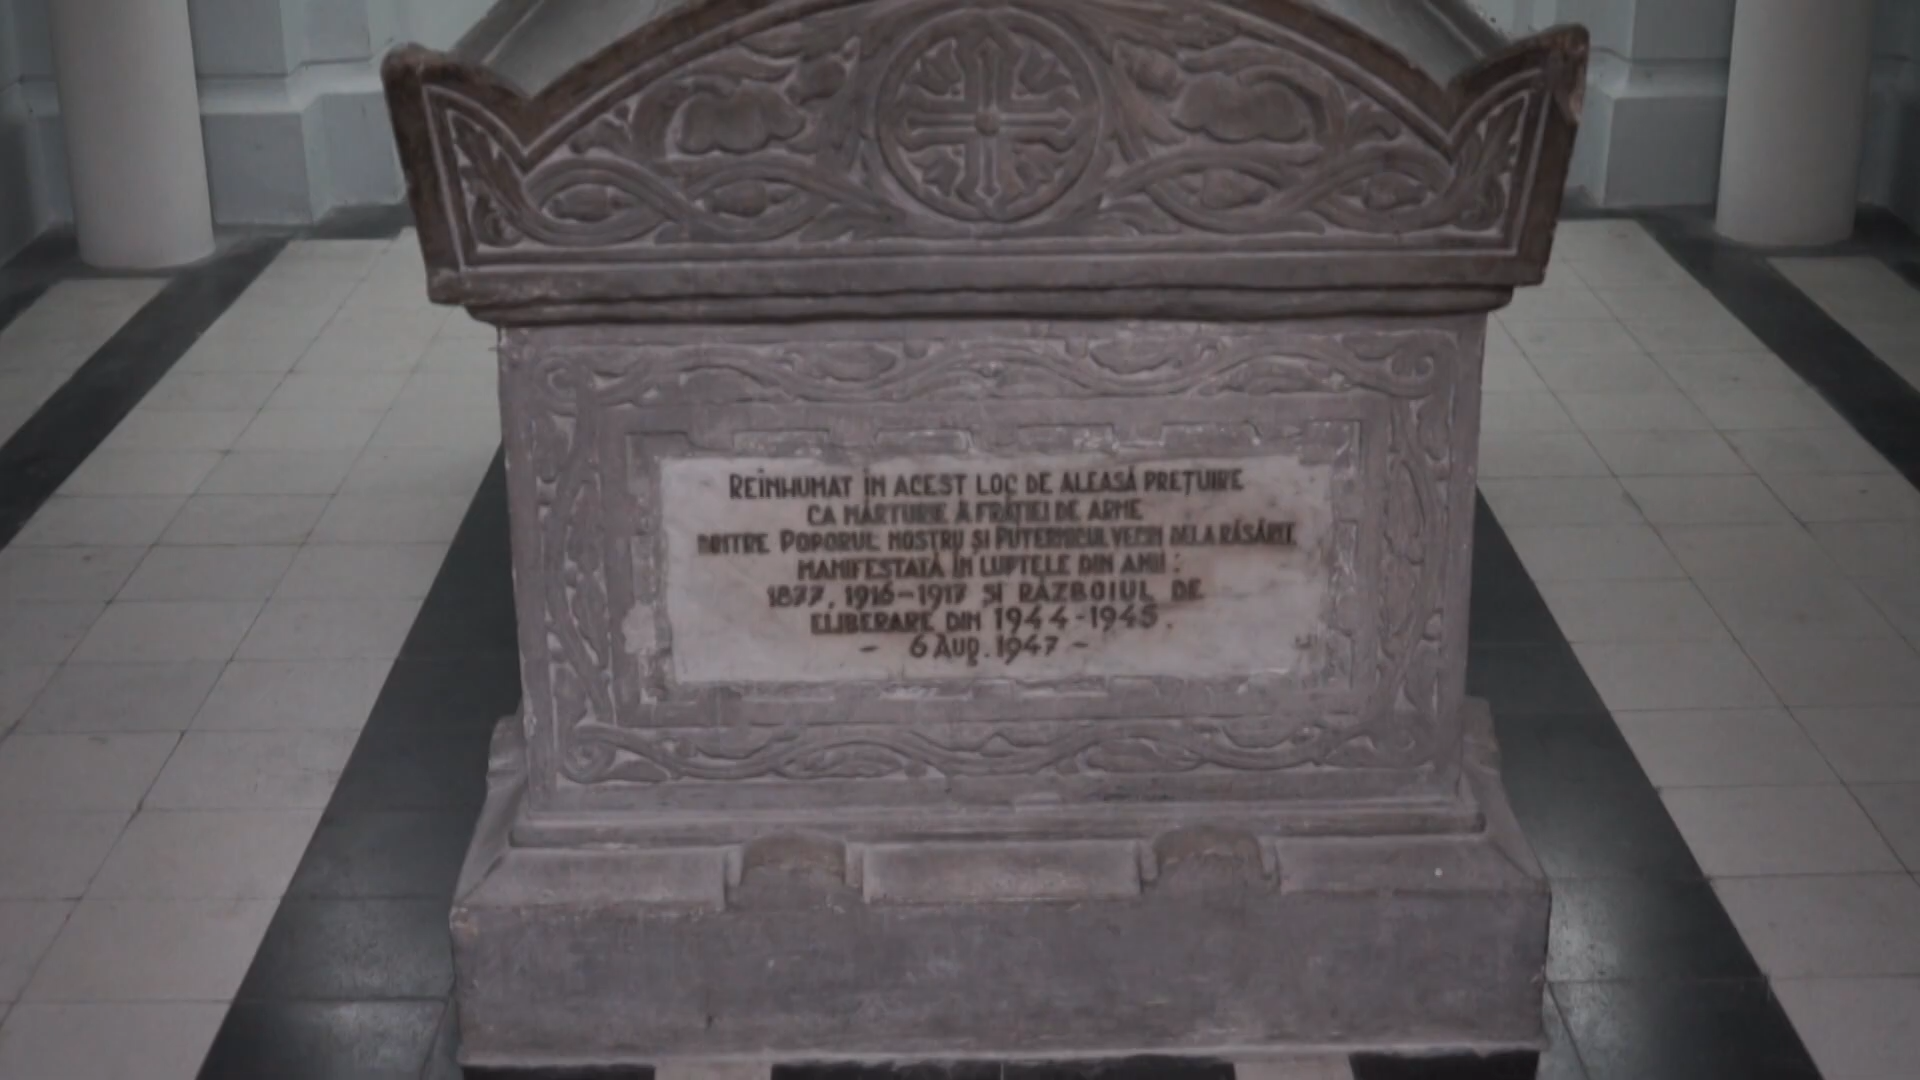 REÎNHUMAT ÎN ACEST LOC DE ALEASĂ PREȚUIRE
CA MĂRTURIE A FRĂȚIEI DE ARME
DINTRE POPORUL NOSTRU ȘI PUTERNICUL VECIN DELA RĂSĂRIT
MANIFESTATĂ ÎN LUPTELE DIN ANII :
1877, 1916-1917 ȘI RĂZBOIUL DE
ELIBERARE DIN 1944-1945.
- 6 AUG. 1947 -